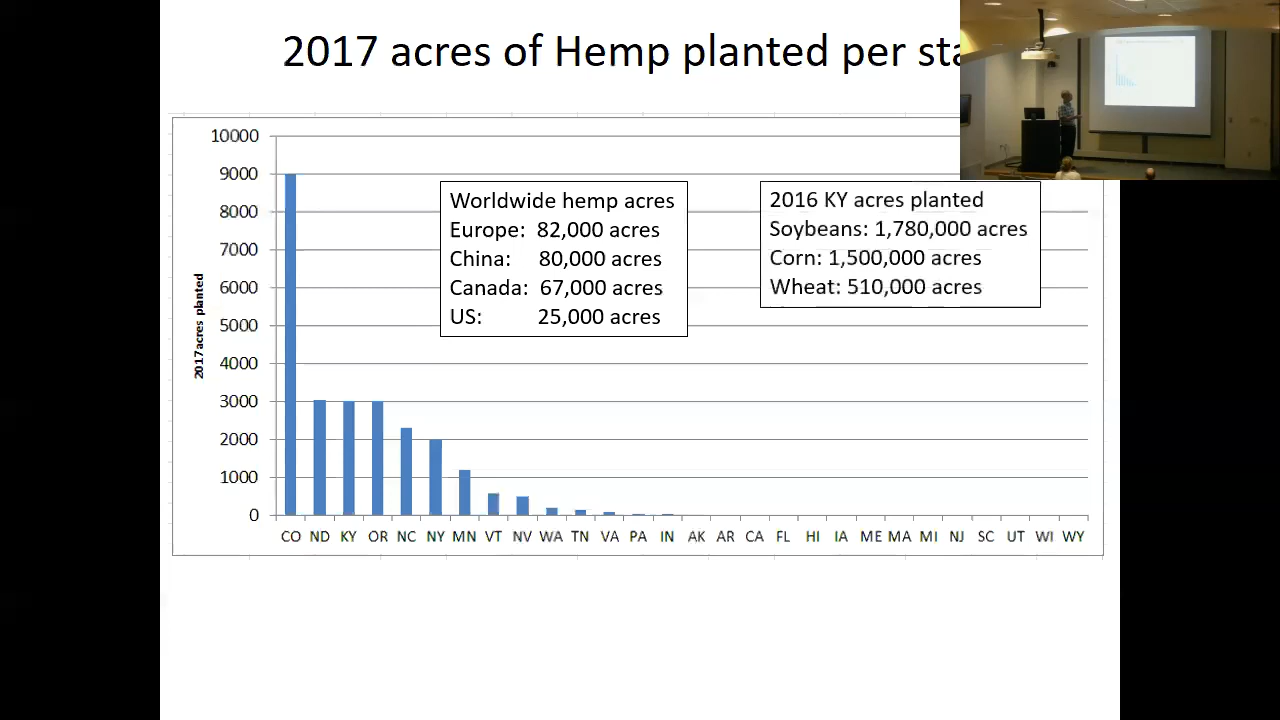 2017 acres of Hemp planted per sta
10000
9000
8000
7000
6000
5000
4000
3000
2000
1000
0
2017 acres planted
Worldwide hemp acres
Europe: 82,000 acres
China: 80,000 acres
Canada: 67,000 acres
US: 25,000 acres
2016 KY acres planted
Soybeans: 1,780,000 acres
Corn: 1,500,000 acres
Wheat: 510,000 acres
CO ND KY OR NC NY MN VT NV WA TN VA PA IN AK AR CA FL HI IA ME MA MI NJ SC UT WI WY